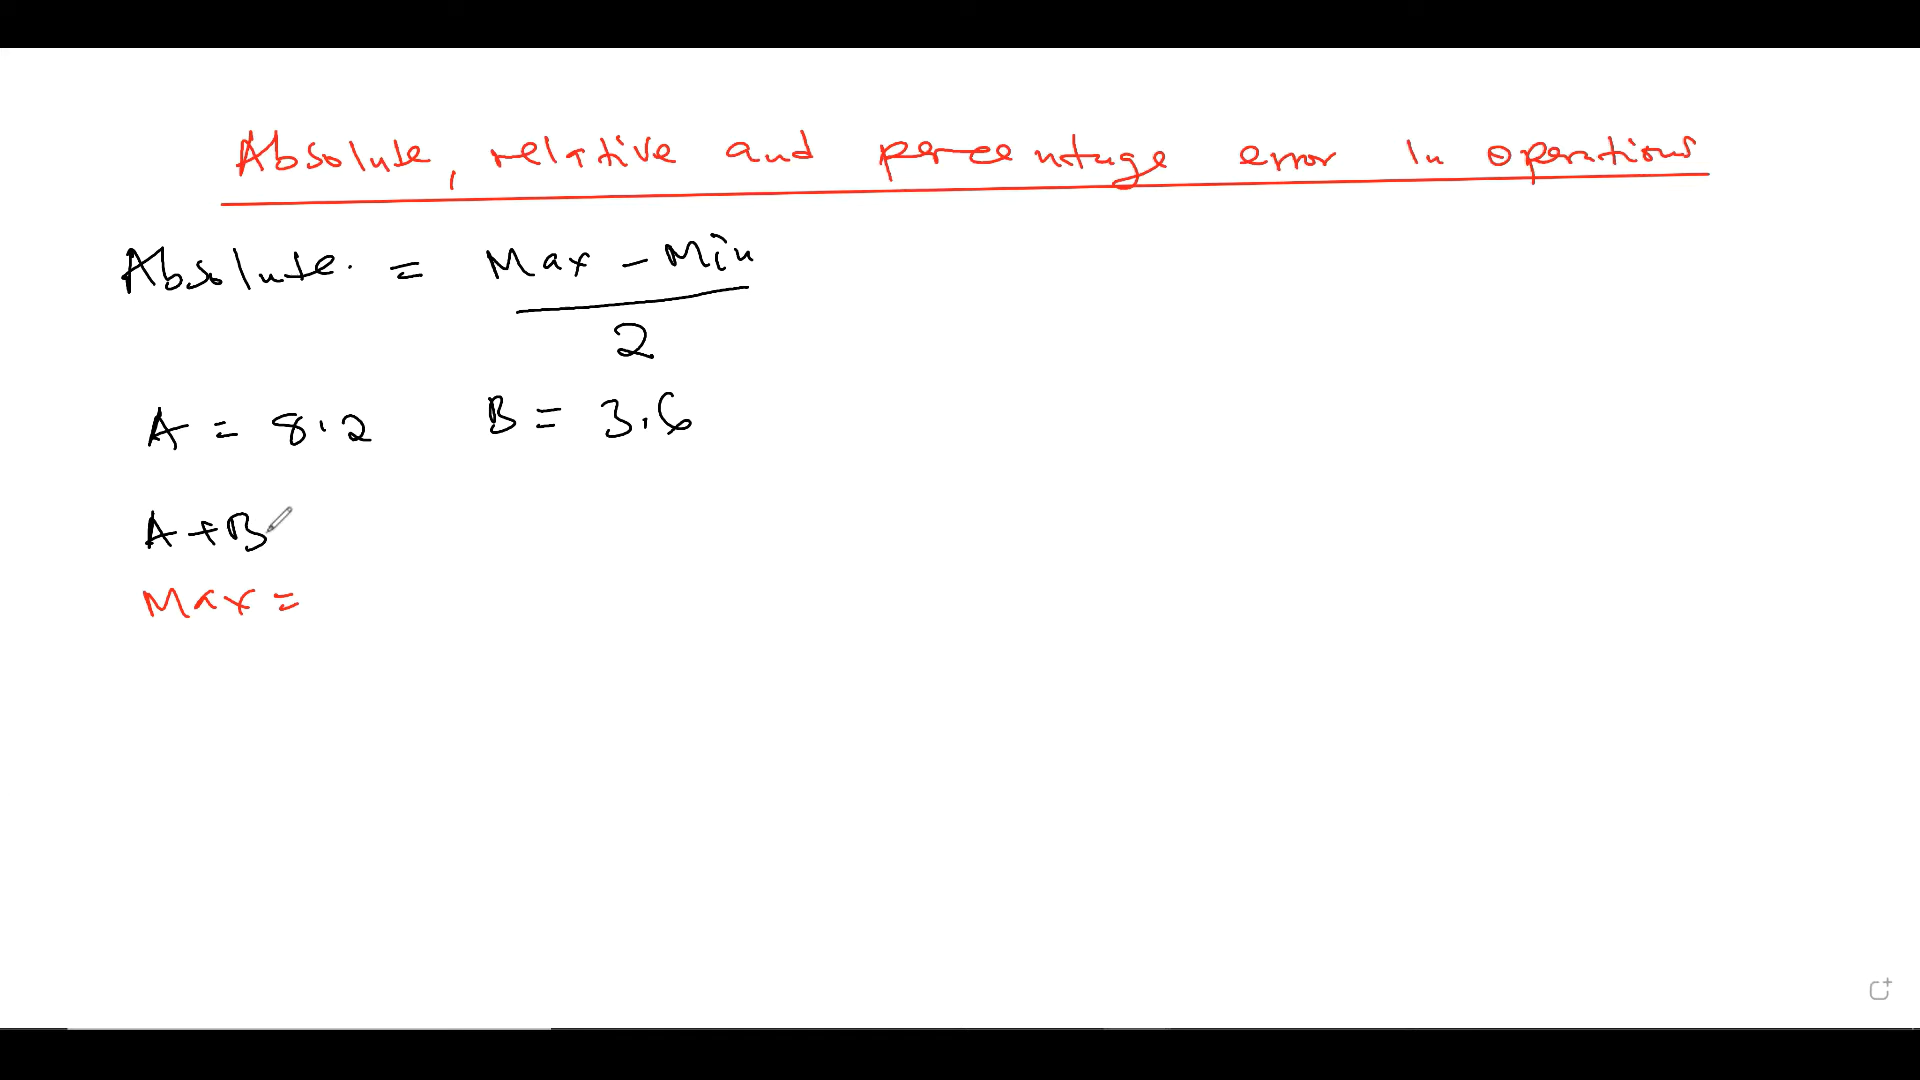 Absolute, relative and percentage error in operations
Absolute. = Max - Min
2
A = 8.2 B = 3.6
A + B
Max =